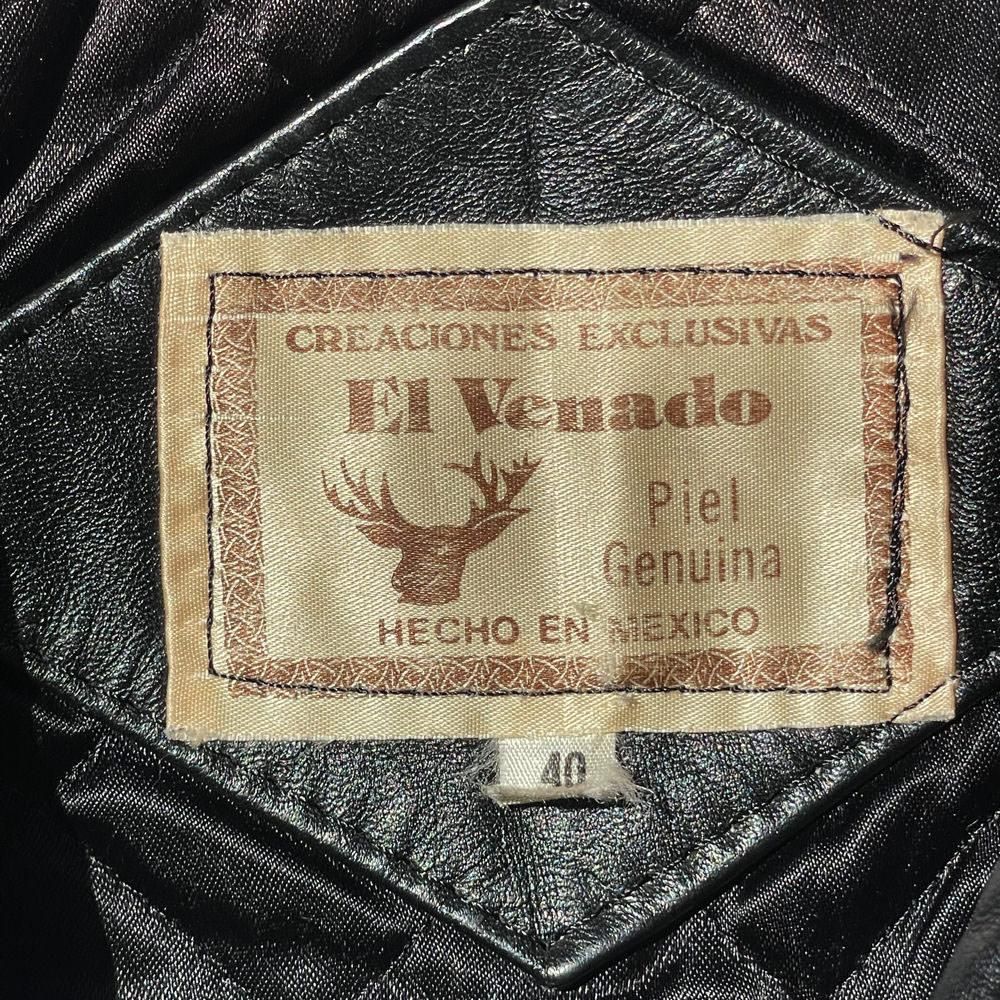 CREACIONES EXCLUSIVAS
El Venado
Piel
Genuina
HECHO EN MEXICO
40